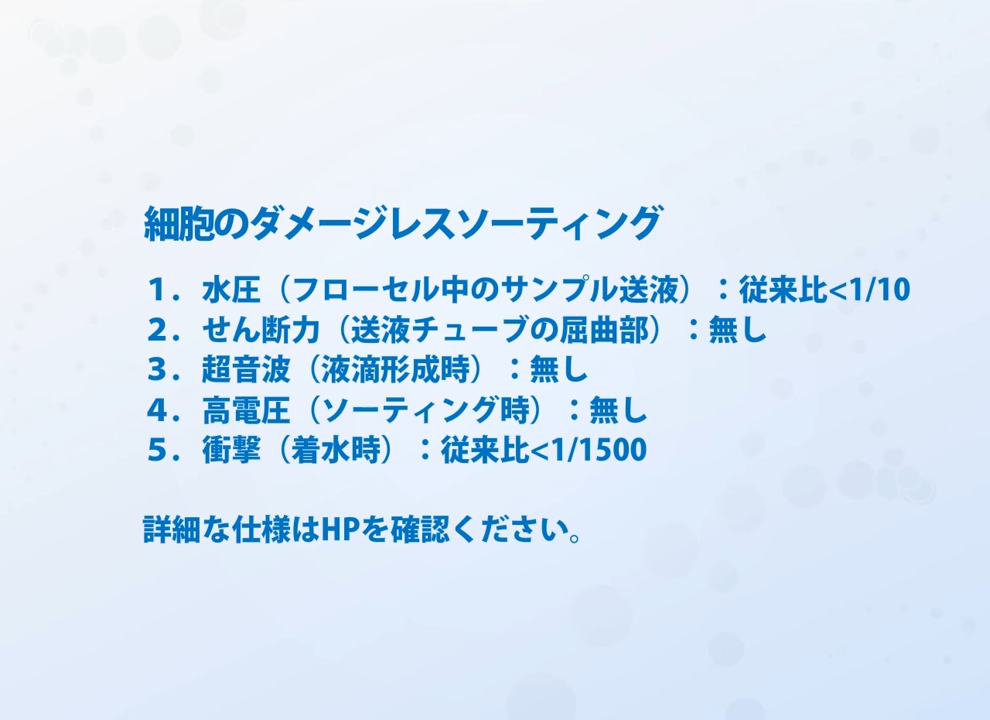 細胞のダメージレスソーティング
１．水圧（フローセル中のサンプル送液）：従来比<1/10
２．せん断力（送液チューブの屈曲部）：無し
３．超音波（液滴形成時）：無し
４．高電圧（ソーティング時）：無し
５．衝撃（着水時）：従来比<1/1500
詳細な仕様はHPを確認ください。